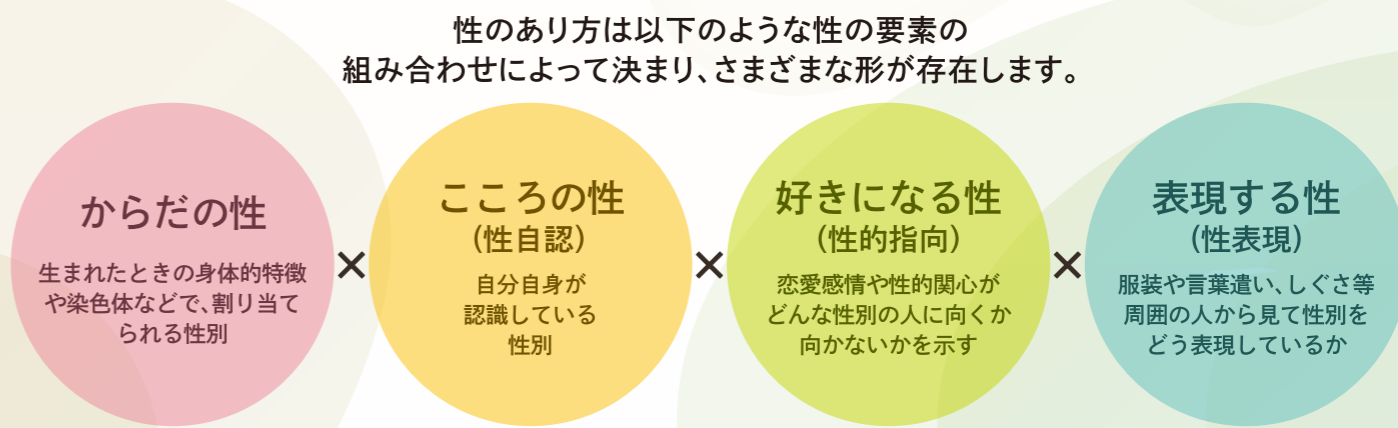 性のあり方は以下のような性の要素の
組み合わせによって決まり、さまざまな形が存在します。
からだの性
生まれたときの身体的特徴
や染色体などで、割り当て
られる性別
×
こころの性
(性自認)
自分自身が
認識している
性別
×
好きになる性
(性的指向)
恋愛感情や性的関心が
どんな性別の人に向くか
向かないかを示す
×
表現する性
(性表現)
服装や言葉遣い、しぐさ等
周囲の人から見て性別を
どう表現しているか